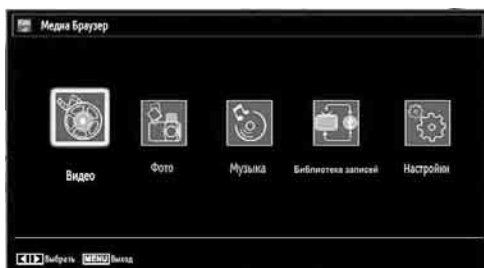 Медиа Браузер
Видео
Фото
Музыка
Библиотека записей
Настройки
Выбрать MENU Выход